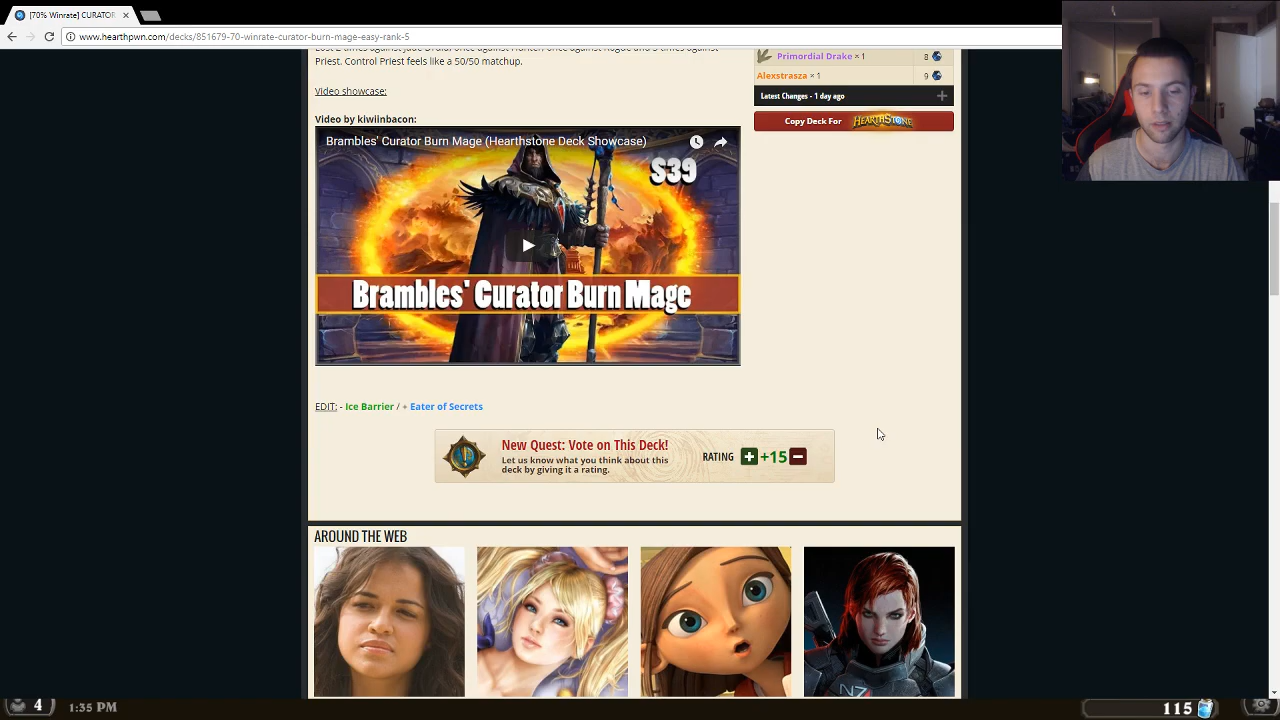 [70% Winrate] CURATOR
www.hearthpwn.com/decks/851679-70-winrate-curator-burn-mage-easy-rank-5
Priest. Control Priest feels like a 50/50 matchup.
Video showcase:
Video by kiwiinbacon:
Brambles' Curator Burn Mage (Hearthstone Deck Showcase)
S39
Brambles' Curator Burn Mage
EDIT: - Ice Barrier / + Eater of Secrets
New Quest: Vote on This Deck!
Let us know what you think about this
deck by giving it a rating.
RATING +15
Primordial Drake × 1 8
Alexstrasza × 1 9
Latest Changes - 1 day ago
Copy Deck For HEARTHSTONE
AROUND THE WEB
N7
4 1:35 PM
115